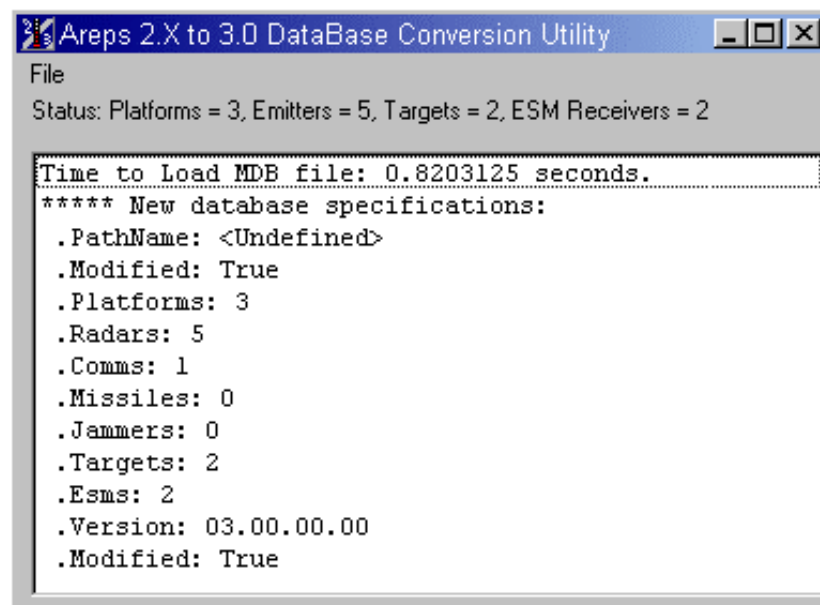 Areps 2.X to 3.0 DataBase Conversion Utility
File
Status: Platforms = 3, Emitters = 5, Targets = 2, ESM Receivers = 2
Time to Load MDB file: 0.8203125 seconds.
***** New database specifications:
.PathName: <Undefined>
.Modified: True
.Platforms: 3
.Radars: 5
.Comms: 1
.Missiles: 0
.Jammers: 0
.Targets: 2
.Esms: 2
.Version: 03.00.00.00
.Modified: True